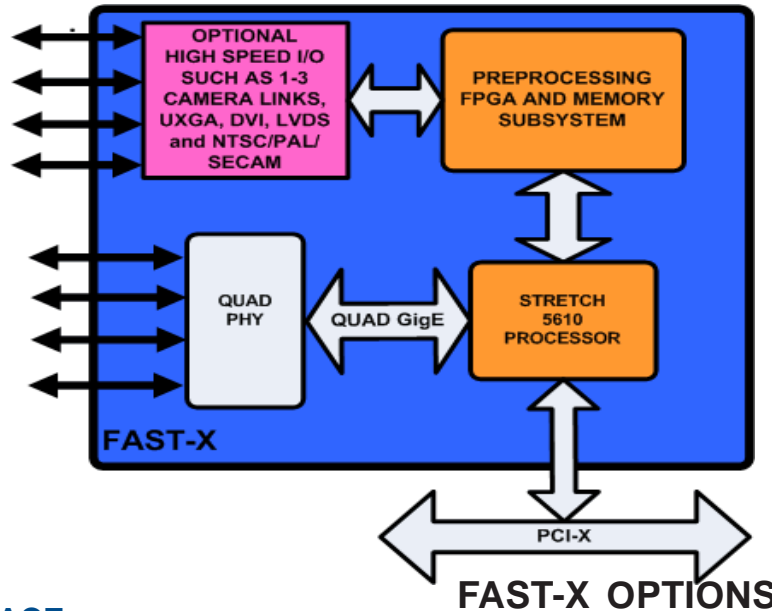 OPTIONAL
HIGH SPEED I/O
SUCH AS 1-3
CAMERA LINKS,
UXGA, DVI, LVDS
and NTSC/PAL/
SECAM
PREPROCESSING
FPGA AND MEMORY
SUBSYSTEM
QUAD
PHY
QUAD GigE
STRETCH
5610
PROCESSOR
FAST-X
PCI-X
FAST-X OPTIONS